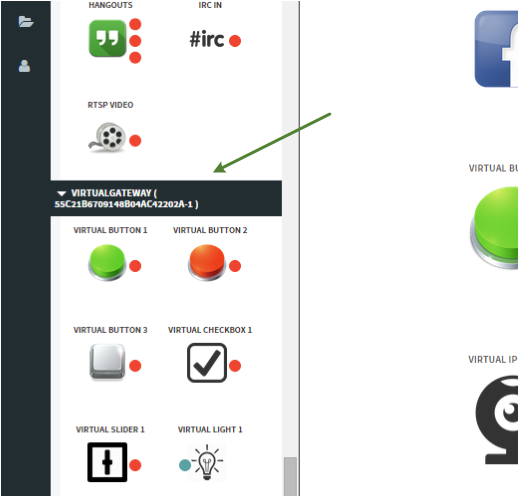 HANGOUTS
IRC IN
#irc
RTSP VIDEO
VIRTUALGATEWAY (
55C21B6709148B04AC42202A-1 )
VIRTUAL BUTTON 1
VIRTUAL BUTTON 2
VIRTUAL BUTTON 3
VIRTUAL CHECKBOX 1
VIRTUAL SLIDER 1
VIRTUAL LIGHT 1
VIRTUAL BU
VIRTUAL IP